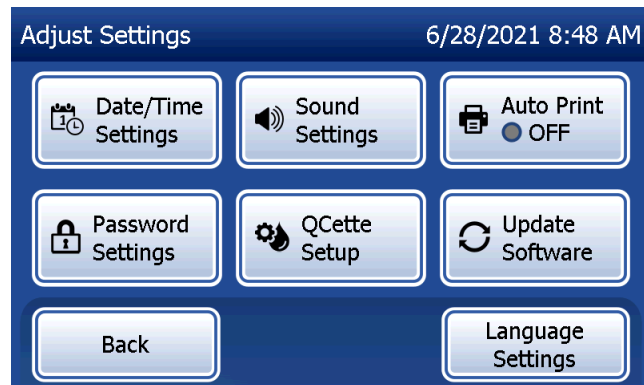 Adjust Settings 6/28/2021 8:48 AM
Date/Time
Settings
Sound
Settings
Auto Print
OFF
Password
Settings
QCette
Setup
Update
Software
Back
Language
Settings